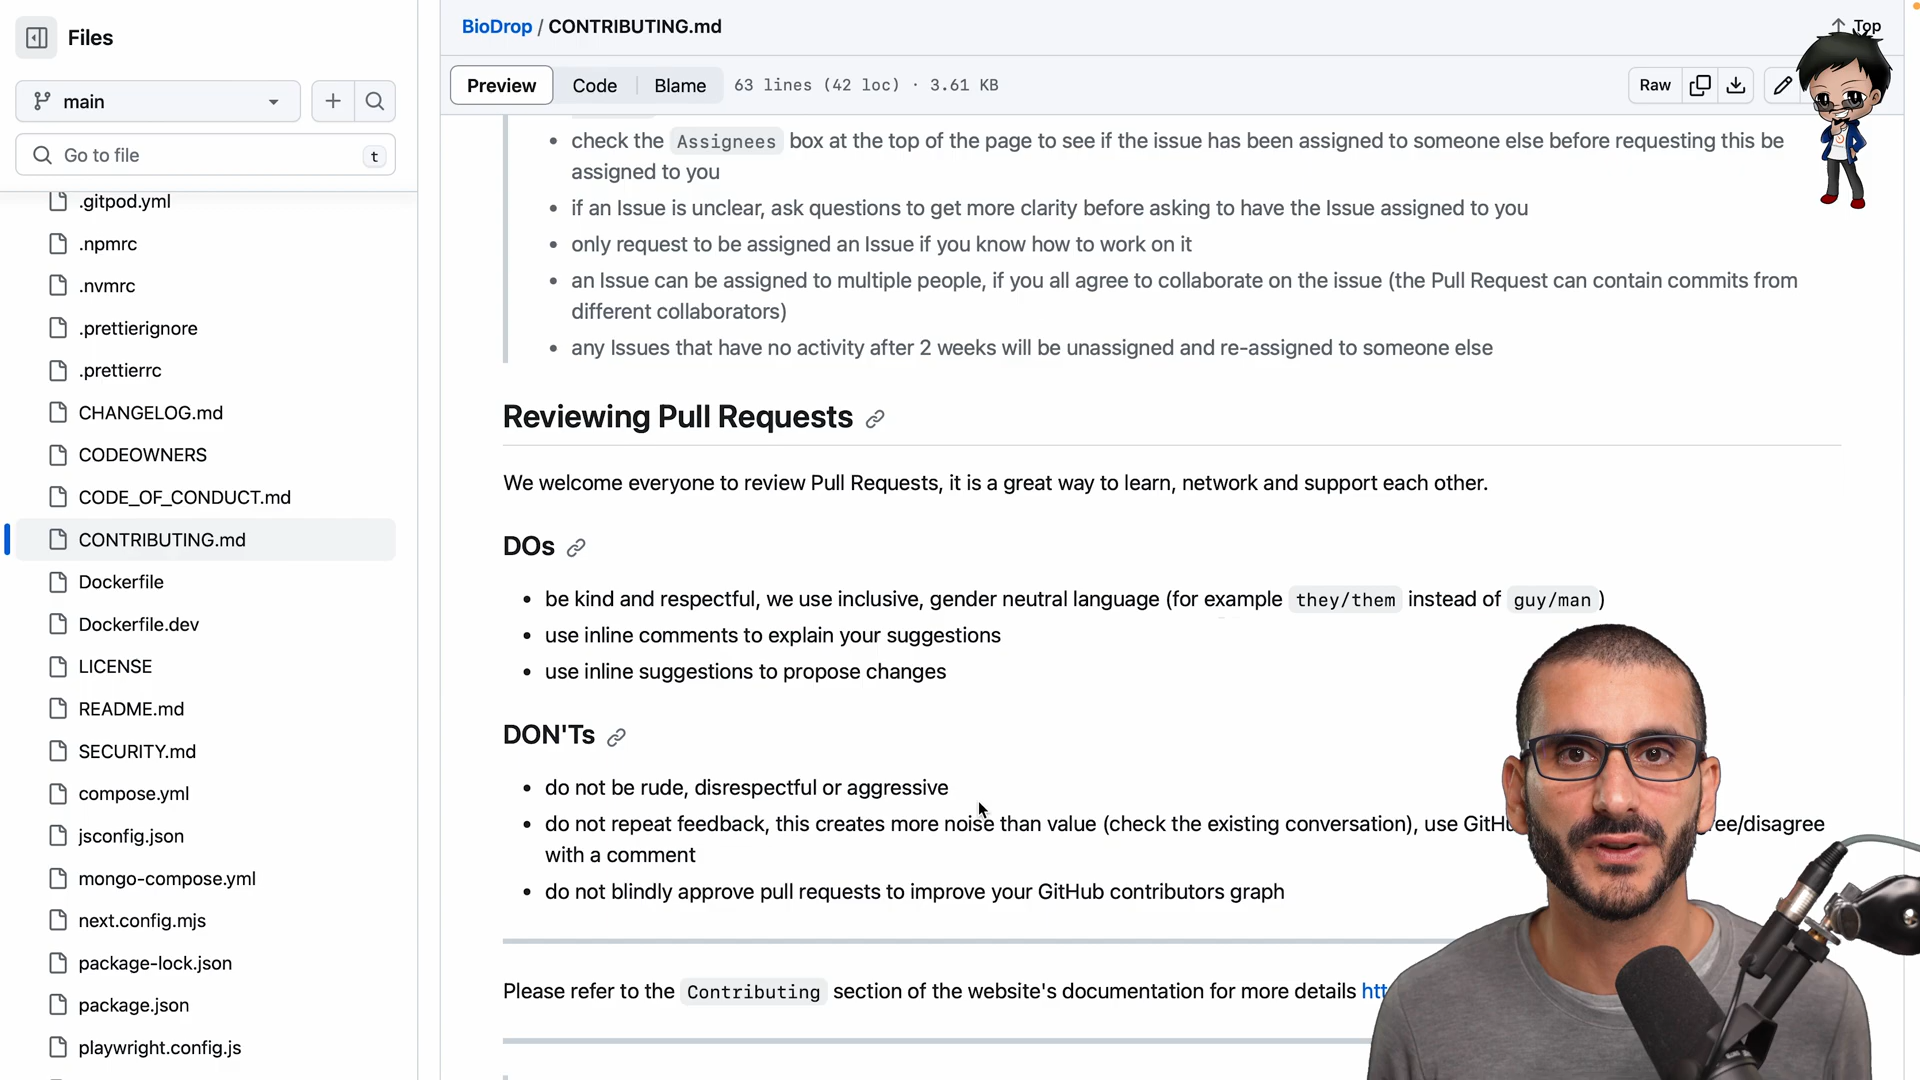 Files
main
Go to file
t
.gitpod.yml
.npmrc
.nvmrc
.prettierignore
.prettierrc
CHANGELOG.md
CODEOWNERS
CODE_OF_CONDUCT.md
CONTRIBUTING.md
Dockerfile
Dockerfile.dev
LICENSE
README.md
SECURITY.md
compose.yml
jsconfig.json
mongo-compose.yml
next.config.mjs
package-lock.json
package.json
playwright.config.js
BioDrop / CONTRIBUTING.md
Top
Preview Code Blame 63 lines (42 loc) · 3.61 KB
Raw
• check the Assignees box at the top of the page to see if the issue has been assigned to someone else before requesting this be
assigned to you
• if an Issue is unclear, ask questions to get more clarity before asking to have the Issue assigned to you
• only request to be assigned an Issue if you know how to work on it
• an Issue can be assigned to multiple people, if you all agree to collaborate on the issue (the Pull Request can contain commits from
different collaborators)
• any Issues that have no activity after 2 weeks will be unassigned and re-assigned to someone else
Reviewing Pull Requests
We welcome everyone to review Pull Requests, it is a great way to learn, network and support each other.
DOs
• be kind and respectful, we use inclusive, gender neutral language (for example they/them instead of guy/man )
• use inline comments to explain your suggestions
• use inline suggestions to propose changes
DON'Ts
• do not be rude, disrespectful or aggressive
• do not repeat feedback, this creates more noise than value (check the existing conversation), use /disagree
with a comment
• do not blindly approve pull requests to improve your GitHub contributors graph
Please refer to the Contributing section of the website's documentation for more details